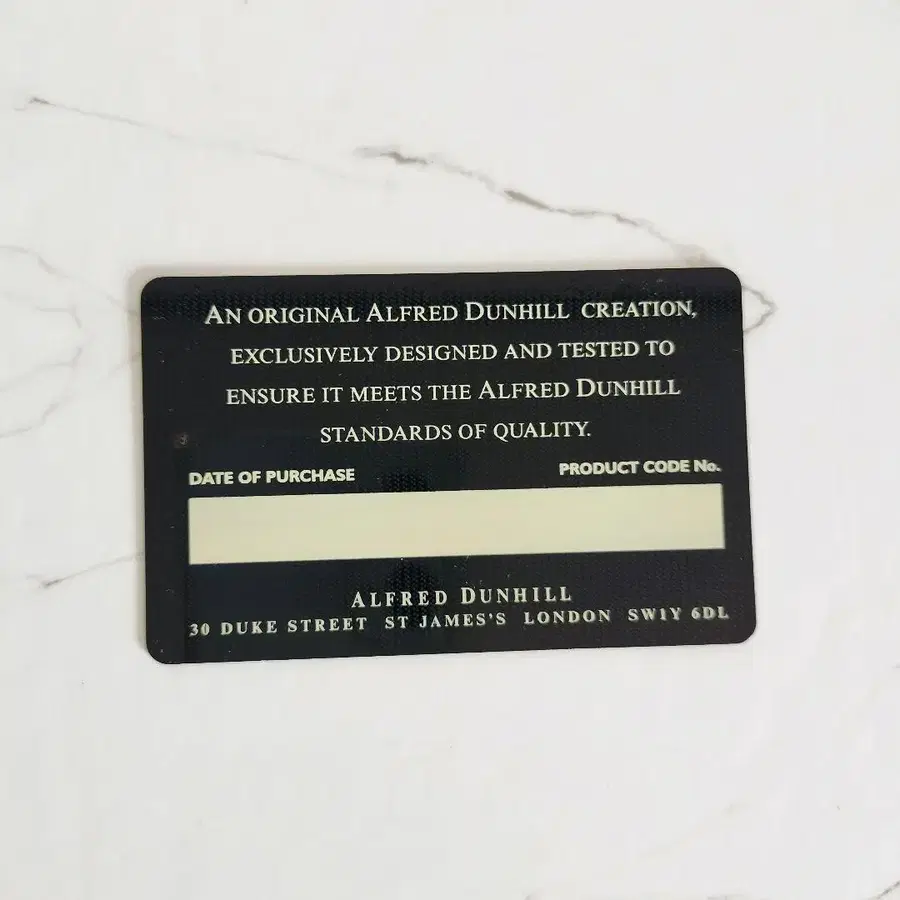 AN ORIGINAL ALFRED DUNHILL CREATION,
EXCLUSIVELY DESIGNED AND TESTED TO
ENSURE IT MEETS THE ALFRED DUNHILL
STANDARDS OF QUALITY.
DATE OF PURCHASE PRODUCT CODE No.
ALFRED DUNHILL
30 DUKE STREET ST JAMES'S LONDON SW1Y 6DL